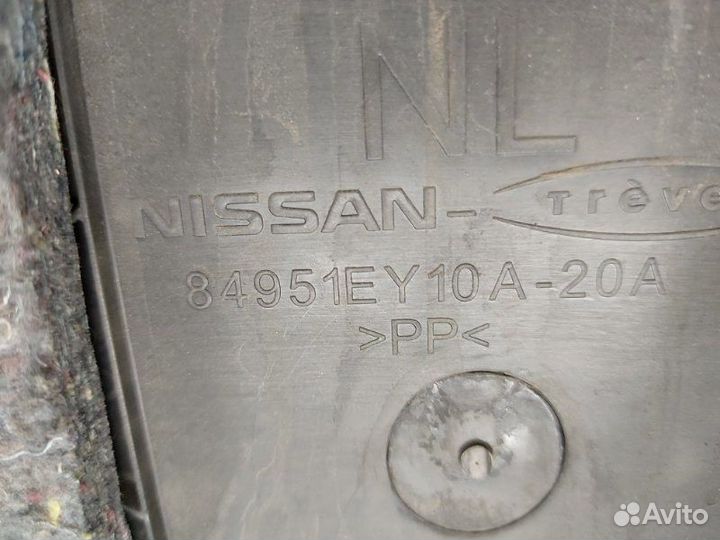 NL
NISSAN- Trève
84951EY10A-20A
>PP<
Avito